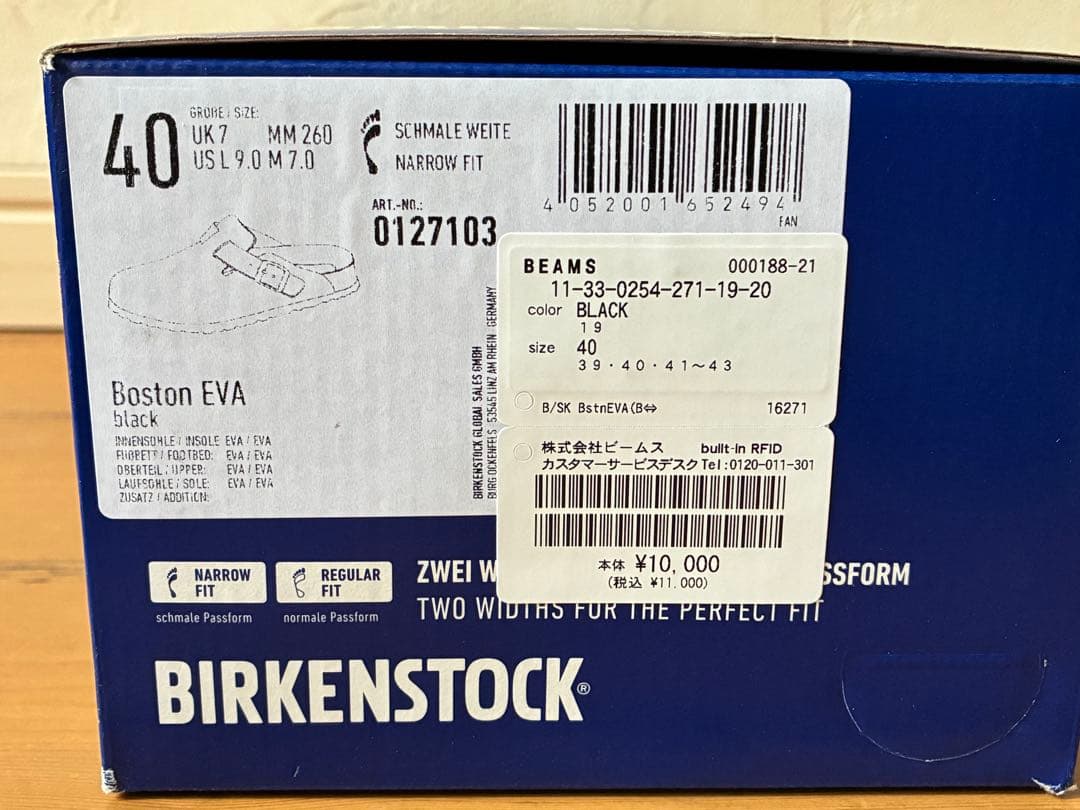 40
GRÖßE / SIZE:
UK 7 MM 260
US L 9.0 M 7.0
SCHMALE WEITE
NARROW FIT
ART.-NO.:
0127103
4 052001 652494
FAN
Boston EVA
black
INNENSOHLE / INSOLE EVA / EVA
FUßBETT / FOOTBED: EVA / EVA
OBERTEIL / UPPER: EVA / EVA
LAUFSOHLE / SOLE: EVA / EVA
ZUSATZ / ADDITION:
BIRKENSTOCK GLOBAL SALES GMBH
BURG OCKENFELS 53545 LINZ AM RHEIN GERMANY
BEAMS 000188-21
11-33-0254-271-19-20
color BLACK
19
size 40
39・40・41～43
B/SK BstnEVA(B⇔ 16271
株式会社ビームス built-in RFID
カスタマーサービスデスク Tel:0120-011-301
本体 ¥10,000
(税込 ¥11,000)
NARROW FIT
schmale Passform
REGULAR FIT
normale Passform
ZWEI W SSFORM
TWO WIDTHS FOR THE PERFECT FIT
BIRKENSTOCK®